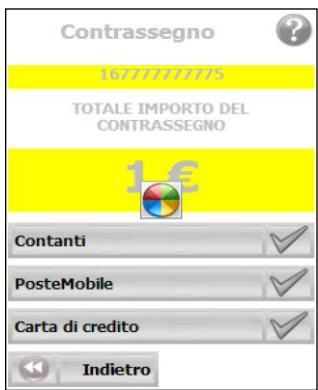 Contrassegno
?
167777777775
TOTALE IMPORTO DEL
CONTRASSEGNO
1 €
Contanti
PosteMobile
Carta di credito
Indietro